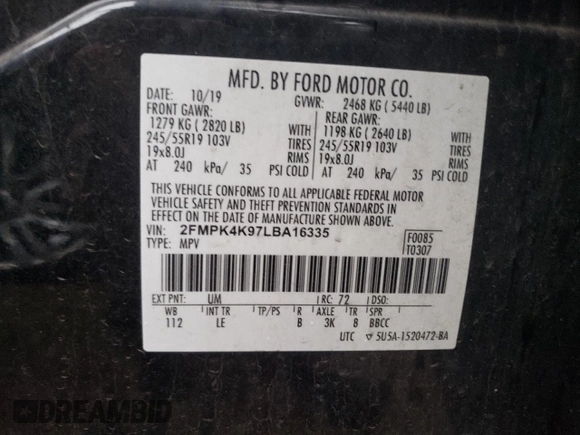 MFD. BY FORD MOTOR CO.
DATE: 10/19 GVWR: 2468 KG ( 5440 LB)
FRONT GAWR: REAR GAWR:
1279 KG ( 2820 LB) WITH 1198 KG ( 2640 LB) WITH
245/55R19 103V TIRES 245/55R19 103V TIRES
19x8.0J RIMS 19x8.0J RIMS
AT 240 kPa/ 35 PSI COLD AT 240 kPa/ 35 PSI COLD
THIS VEHICLE CONFORMS TO ALL APPLICABLE FEDERAL MOTOR
VEHICLE SAFETY AND THEFT PREVENTION STANDARDS IN
EFFECT ON THE DATE OF MANUFACTURE SHOWN ABOVE.
VIN: 2FMPK4K97LBA16335 F0085
TYPE: MPV T0307
EXT PNT: UM RC: 72 DSO:
WB INT TR TP/PS R AXLE TR SPR
112 LE B 3K 8 BBCC
UTC ▽ 5U5A-1520472-BA
DREAMBID